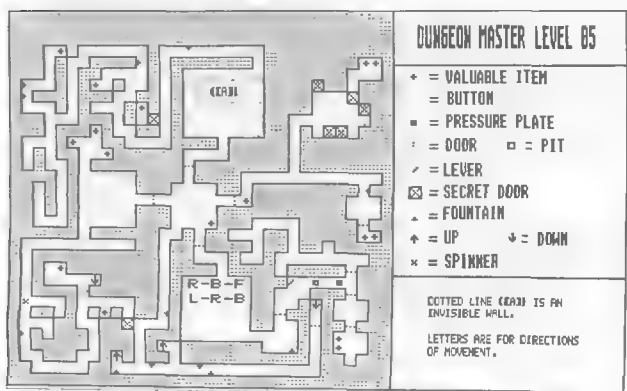 DUNGEON MASTER LEVEL 05
+ = VALUABLE ITEM
= BUTTON
■ = PRESSURE PLATE
= DOOR □ = PIT
= LEVER
☒ = SECRET DOOR
▴ = FOUNTAIN
↑ = UP ↓ = DOWN
× = SPINNER
DOTTED LINE ((EA)) IS AN
INVISIBLE WALL.
LETTERS ARE FOR DIRECTIONS
OF MOVEMENT.
((EA))
R-B-F
L-R-B